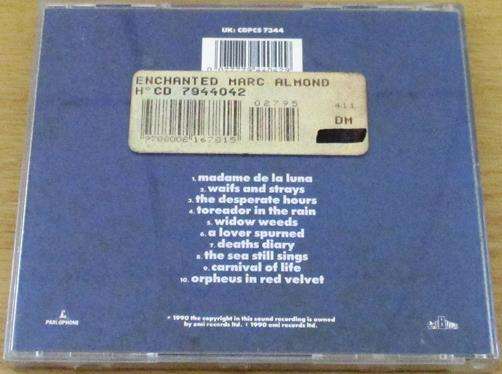 UK: CDPCS 7344
ENCHANTED MARC ALMOND
H° CD 7944042
02795
411
DM
1. madame de la luna
2. waifs and strays
3. the desperate hours
4. toreador in the rain
5. widow weeds
6. a lover spurned
7. deaths diary
8. the sea still sings
9. carnival of life
10. orpheus in red velvet
PARLOPHONE
℗ 1990 the copyright in this sound recording is owned
by emi records ltd. © 1990 emi records ltd.